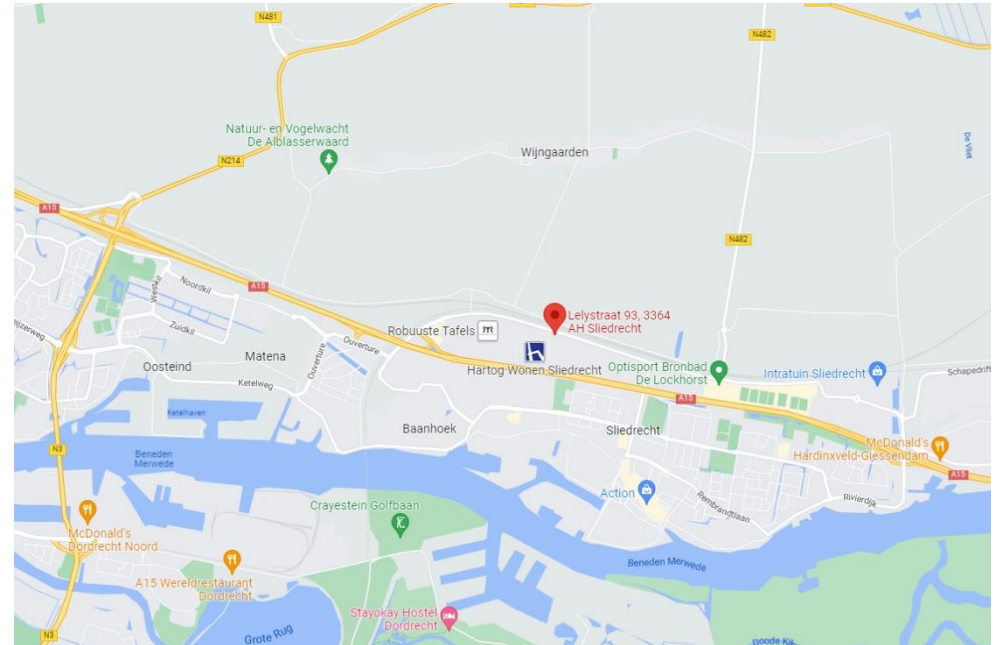 N481
N482
Natuur- en Vogelwacht
De Alblasserwaard
Wijngaarden
De Vliet
N214
A15
N482
A15
Noordkil
Zuidkil
Lelystraat 93, 3364
AH Sliedrecht
Robuuste Tafels
Ouverture
Ouverture
Matena
Oosteind
Ketelweg
Hartog Wonen Sliedrecht
Optisport Bronbad
De Lockhorst
Intratuin Sliedrecht
Schapedrift
A15
Ketelhaven
Baanhoek
Sliedrecht
McDonald's
Hardinxveld-Giessendam
N3
Beneden
Merwede
A15
Action
Rembrandtlaan
Rivierdijk
Crayestein Golfbaan
McDonald's
Dordrecht Noord
Beneden Merwede
A15 Wereldrestaurant
Dordrecht
Stayokay Hostel
Dordrecht
Grote Rug
N3